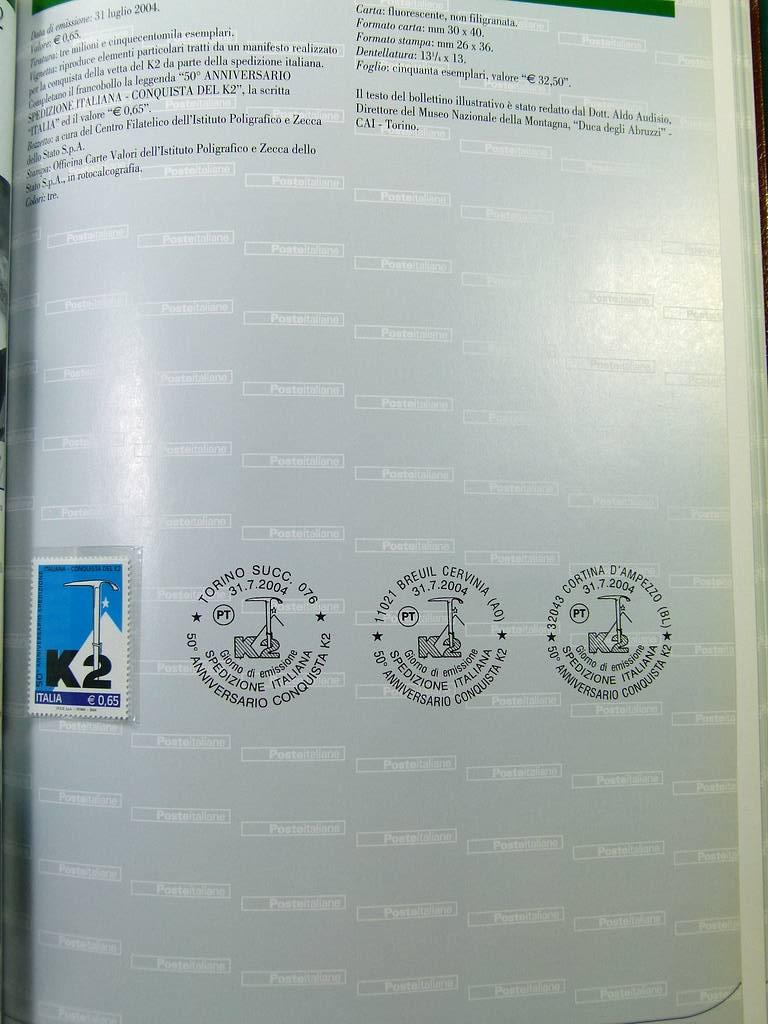 Data di emissione: 31 luglio 2004.
Valore: € 0,65.
Tiratura: tre milioni e cinquecentomila esemplari.
Vignetta: riproduce elementi particolari tratti da un manifesto realizzato
per la conquista della vetta del K2 da parte della spedizione italiana.
Completano il francobollo la leggenda “50° ANNIVERSARIO
SPEDIZIONE ITALIANA - CONQUISTA DEL K2”, la scritta
“ITALIA” ed il valore “€ 0,65”.
Bozzetto: a cura del Centro Filatelico dell'Istituto Poligrafico e Zecca
dello Stato S.p.A.
Stampa: Officina Carte Valori dell'Istituto Poligrafico e Zecca dello
Stato S.p.A., in rotocalcografia.
Colori: tre.
Carta: fluorescente, non filigranata.
Formato carta: mm 30 x 40.
Formato stampa: mm 26 x 36.
Dentellatura: 13¼ x 13.
Foglio: cinquanta esemplari, valore “€ 32,50”.
Il testo del bollettino illustrativo è stato redatto dal Dott. Aldo Audisio,
Direttore del Museo Nazionale della Montagna, “Duca degli Abruzzi” -
CAI - Torino.
Posteitaliane
50° ANNIVERSARIO SPEDIZIONE
ITALIANA - CONQUISTA DEL K2
K2
ITALIA € 0,65
TORINO SUCC. 076
31.7.2004
PT
K2
Giorno di emissione
SPEDIZIONE ITALIANA
50° ANNIVERSARIO CONQUISTA K2
11021 BREUIL CERVINIA (AO)
31.7.2004
PT
K2
Giorno di emissione
SPEDIZIONE ITALIANA
50° ANNIVERSARIO CONQUISTA K2
32043 CORTINA D'AMPEZZO (BL)
31.7.2004
PT
K2
Giorno di emissione
SPEDIZIONE ITALIANA
50° ANNIVERSARIO CONQUISTA K2